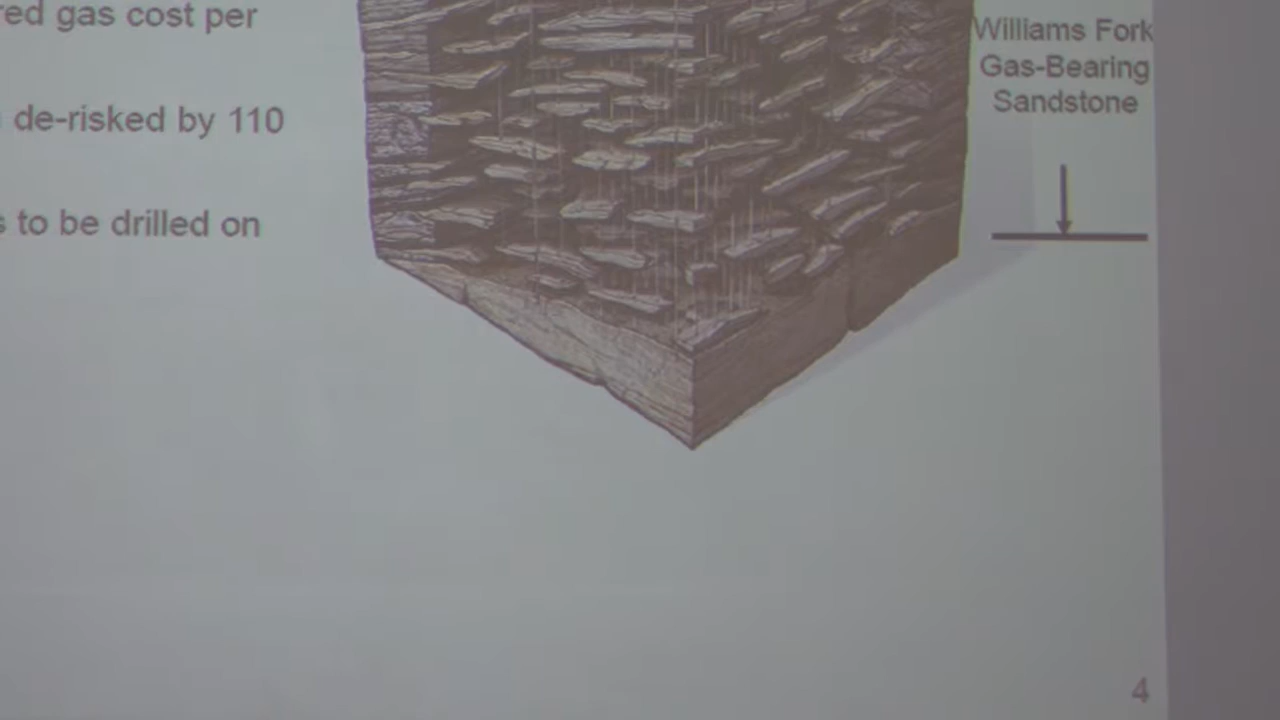 red gas cost per
de-risked by 110
s to be drilled on
Williams Fork
Gas-Bearing
Sandstone
4